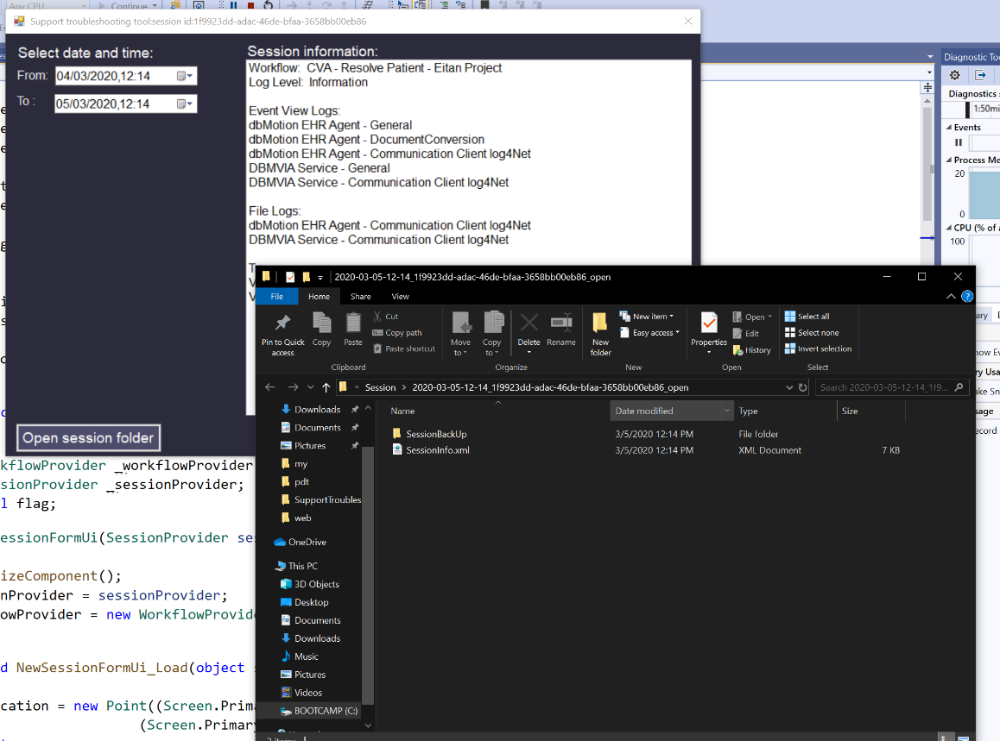 Any CPU
Continue
Support troubleshooting tool:session id:1f9923dd-adac-46de-bfaa-3658bb00eb86
Select date and time:
From: 04/03/2020,12:14
To : 05/03/2020,12:14
Session information:
Workflow: CVA - Resolve Patient - Eitan Project
Log Level: Information
Event View Logs:
dbMotion EHR Agent - General
dbMotion EHR Agent - DocumentConversion
dbMotion EHR Agent - Communication Client log4Net
DBMVIA Service - General
DBMVIA Service - Communication Client log4Net
File Logs:
dbMotion EHR Agent - Communication Client log4Net
DBMVIA Service - Communication Client log4Net
Open session folder
Diagnostic Too
Diagnostics s
1:50mi
Events
Process Me
20
0
CPU (% of a
100
2020-03-05-12-14_1f9923dd-adac-46de-bfaa-3658bb00eb86_open
File Home Share View
Pin to Quick access
Copy
Paste
Cut
Copy path
Paste shortcut
Clipboard
Move to
Copy to
Delete
Rename
Organize
New folder
New item
Easy access
New
Properties
Open
Edit
History
Open
Select all
Select none
Invert selection
Select
« Session > 2020-03-05-12-14_1f9923dd-adac-46de-bfaa-3658bb00eb86_open
Search 2020-03-05-12-14_1f9...
Name Date modified Type Size
SessionBackUp 3/5/2020 12:14 PM File folder
SessionInfo.xml 3/5/2020 12:14 PM XML Document 7 KB
Downloads
Documents
Pictures
my
pdt
SupportTroubles
web
OneDrive
This PC
3D Objects
Desktop
Documents
Downloads
Music
Pictures
Videos
BOOTCAMP (C:)
kflowProvider _workflowProvider
sionProvider _sessionProvider;
l flag;
essionFormUi(SessionProvider ses
izeComponent();
nProvider = sessionProvider;
owProvider = new WorkflowProvide
d NewSessionFormUi_Load(object s
cation = new Point((Screen.Prima
(Screen.Primary